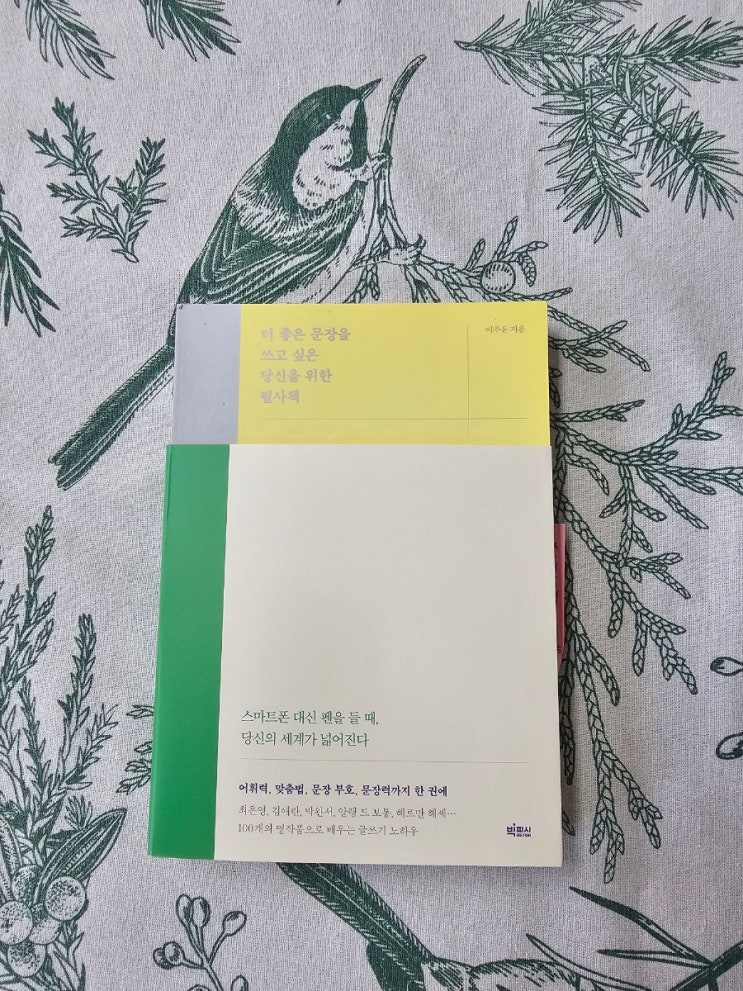 더 좋은 문장을
쓰고 싶은
당신을 위한
필사책
이주윤 지음
스마트폰 대신 펜을 들 때,
당신의 세계가 넓어진다
어휘력, 맞춤법, 문장 부호, 문장력까지 한 권에
최은영, 김애란, 박완서, 알랭 드 보통, 헤르만 헤세…
100개의 명작품으로 배우는 글쓰기 노하우
빅피시